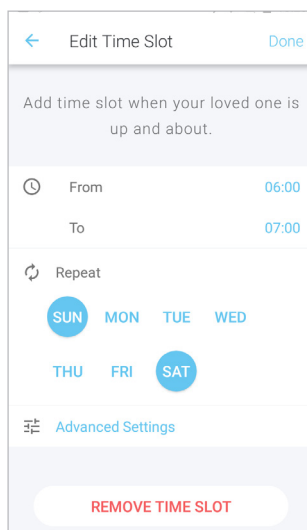 Edit Time Slot Done
Add time slot when your loved one is
up and about.
From 06:00
To 07:00
Repeat
SUN MON TUE WED
THU FRI SAT
Advanced Settings
REMOVE TIME SLOT